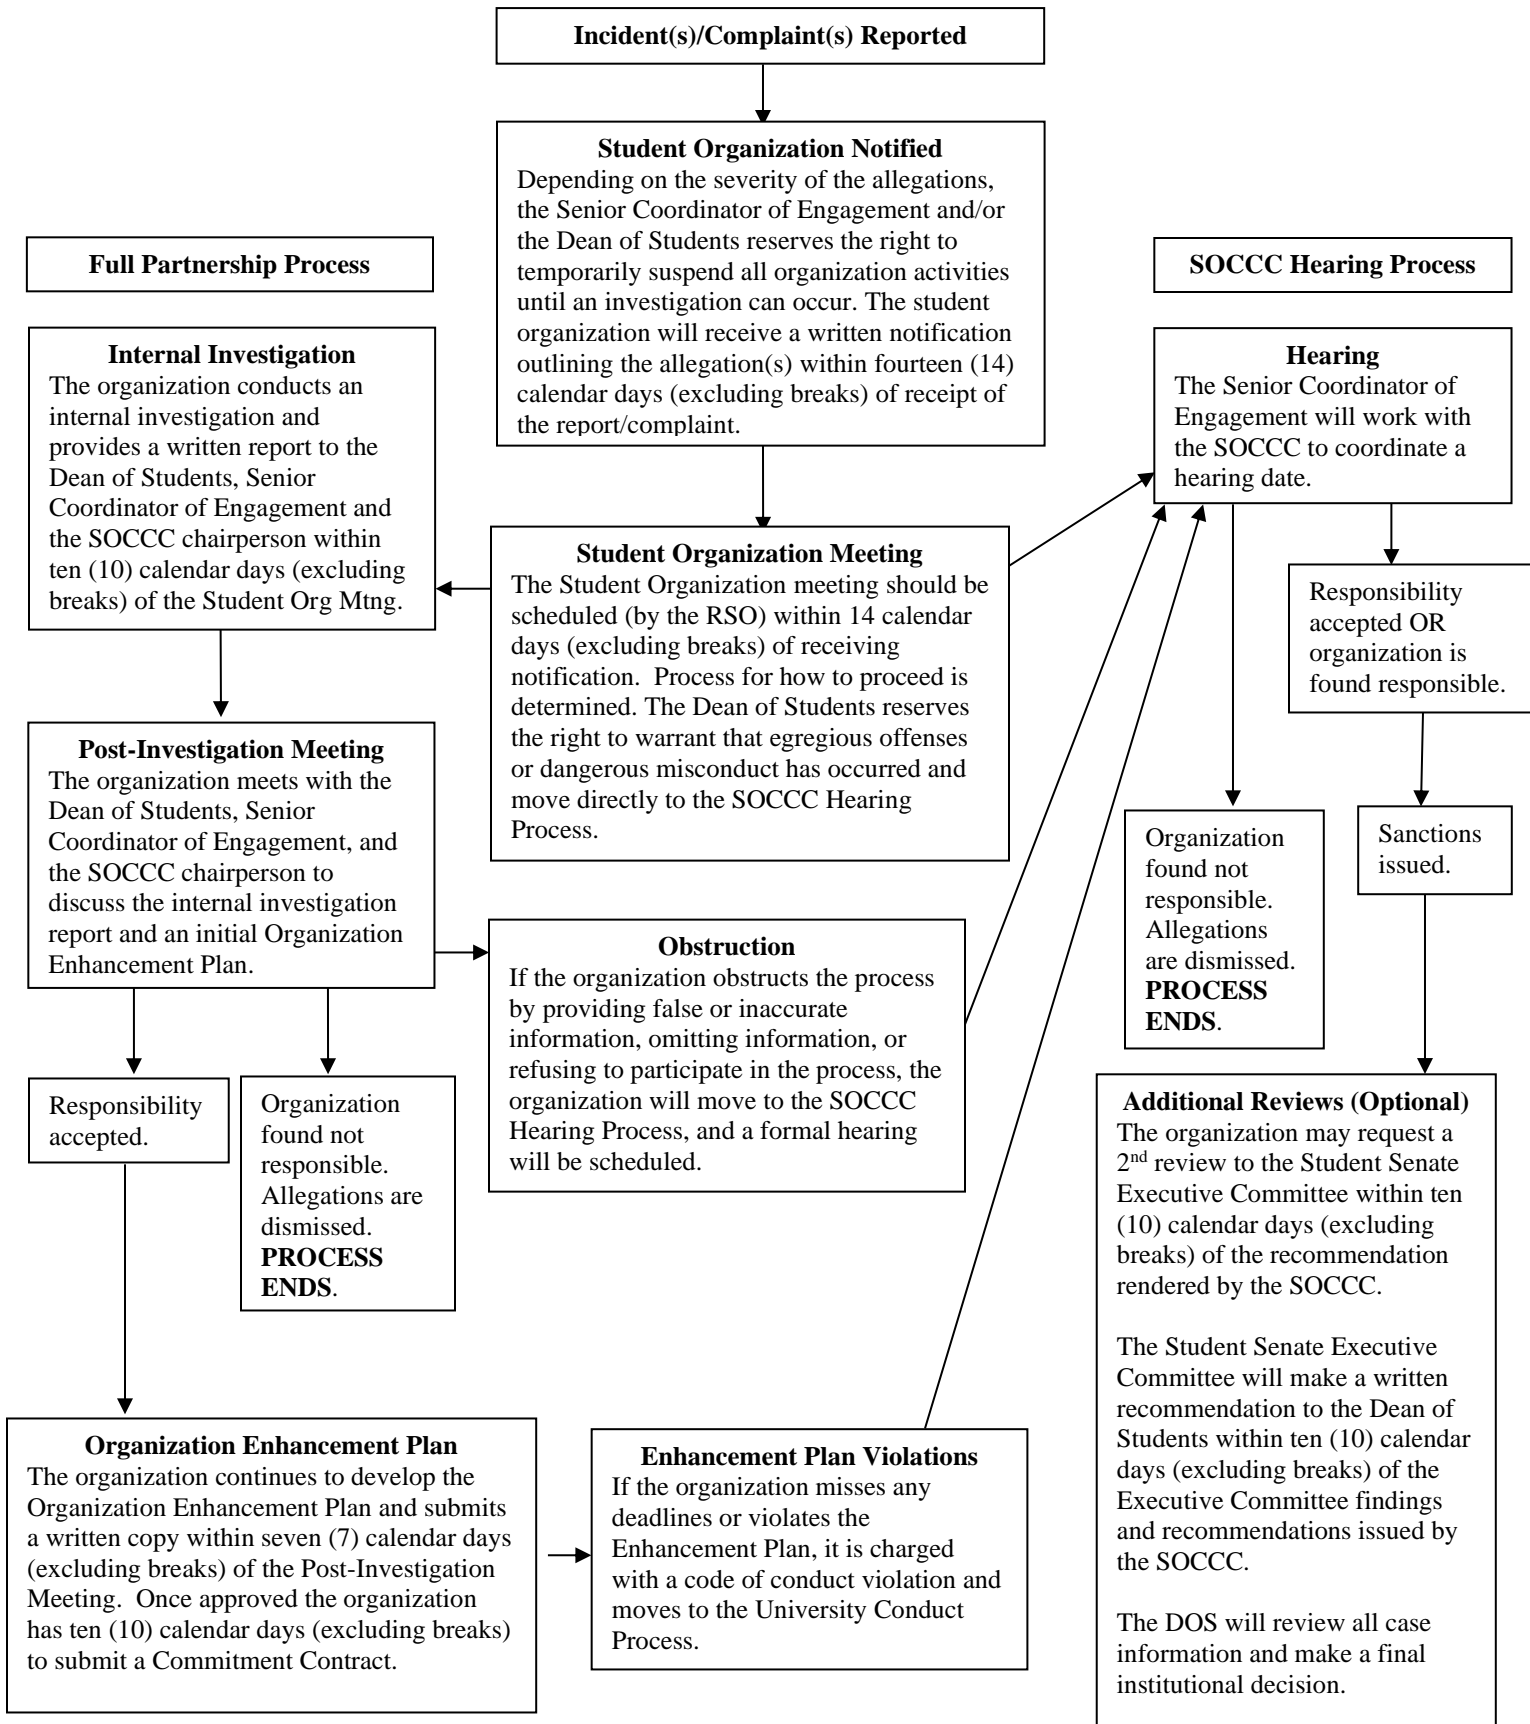 Incident(s)/Complaint(s) Reported
Student Organization Notified
Depending on the severity of the allegations,
the Senior Coordinator of Engagement and/or
the Dean of Students reserves the right to
temporarily suspend all organization activities
until an investigation can occur. The student
organization will receive a written notification
outlining the allegation(s) within fourteen (14)
calendar days (excluding breaks) of receipt of
the report/complaint.
Full Partnership Process
SOCCC Hearing Process
Internal Investigation
The organization conducts an
internal investigation and
provides a written report to the
Dean of Students, Senior
Coordinator of Engagement and
the SOCCC chairperson within
ten (10) calendar days (excluding
breaks) of the Student Org Mtng.
Hearing
The Senior Coordinator of
Engagement will work with
the SOCCC to coordinate a
hearing date.
Student Organization Meeting
The Student Organization meeting should be
scheduled (by the RSO) within 14 calendar
days (excluding breaks) of receiving
notification.  Process for how to proceed is
determined. The Dean of Students reserves
the right to warrant that egregious offenses
or dangerous misconduct has occurred and
move directly to the SOCCC Hearing
Process.
Responsibility
accepted OR
organization is
found responsible.
Post-Investigation Meeting
The organization meets with the
Dean of Students, Senior
Coordinator of Engagement, and
the SOCCC chairperson to
discuss the internal investigation
report and an initial Organization
Enhancement Plan.
Organization
found not
responsible.
Allegations
are dismissed.
PROCESS
ENDS.
Sanctions
issued.
Obstruction
If the organization obstructs the process
by providing false or inaccurate
information, omitting information, or
refusing to participate in the process, the
organization will move to the SOCCC
Hearing Process, and a formal hearing
will be scheduled.
Responsibility
accepted.
Organization
found not
responsible.
Allegations are
dismissed.
PROCESS
ENDS.
Additional Reviews (Optional)
The organization may request a
2nd review to the Student Senate
Executive Committee within ten
(10) calendar days (excluding
breaks) of the recommendation
rendered by the SOCCC.
The Student Senate Executive
Committee will make a written
recommendation to the Dean of
Students within ten (10) calendar
days (excluding breaks) of the
Executive Committee findings
and recommendations issued by
the SOCCC.
The DOS will review all case
information and make a final
institutional decision.
Organization Enhancement Plan
The organization continues to develop the
Organization Enhancement Plan and submits
a written copy within seven (7) calendar days
(excluding breaks) of the Post-Investigation
Meeting.  Once approved the organization
has ten (10) calendar days (excluding breaks)
to submit a Commitment Contract.
Enhancement Plan Violations
If the organization misses any
deadlines or violates the
Enhancement Plan, it is charged
with a code of conduct violation and
moves to the University Conduct
Process.